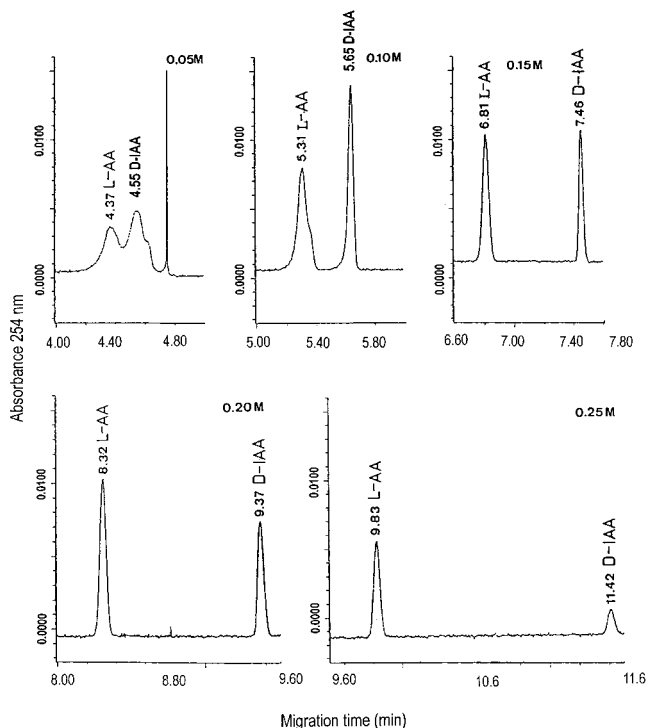 0.05M
0.0100
0.0000
4.37 L-AA
4.55 D-IAA
4.00
4.40
4.80
0.10M
0.0100
0.0000
5.31 L-AA
5.65 D-IAA
5.00
5.40
5.80
0.15M
0.0100
0.0000
6.81 L-AA
7.46 D-IAA
6.60
7.00
7.40
7.80
Absorbance 254 nm
0.20M
0.0100
0.0000
8.32 L-AA
9.37 D-IAA
8.00
8.80
9.60
0.25M
0.0100
0.0000
9.83 L-AA
11.42 D-IAA
9.60
10.6
11.6
Migration time (min)